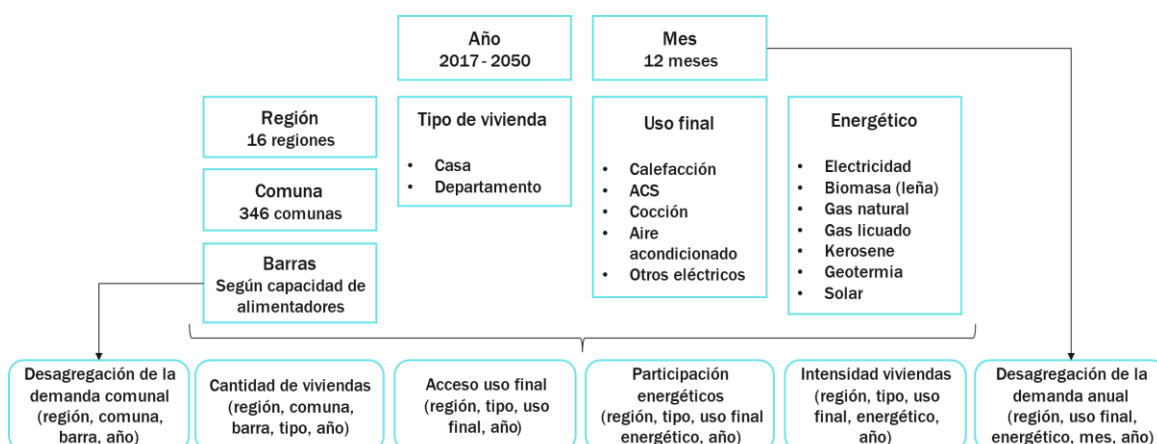 Año
2017 - 2050
Mes
12 meses
Región
16 regiones
Comuna
346 comunas
Barras
Según capacidad de
alimentadores
Tipo de vivienda
• Casa
• Departamento
Uso final
• Calefacción
• ACS
• Cocción
• Aire
acondicionado
• Otros eléctricos
Energético
• Electricidad
• Biomasa (leña)
• Gas natural
• Gas licuado
• Kerosene
• Geotermia
• Solar
Desagregación de la
demanda comunal
(región, comuna,
barra, año)
Cantidad de viviendas
(región, comuna,
barra, tipo, año)
Acceso uso final
(región, tipo, uso
final, año)
Participación
energéticos
(región, tipo, uso final
energético, año)
Intensidad viviendas
(región, tipo, uso
final, energético,
año)
Desagregación de la
demanda anual
(región, uso final,
energético, mes, año)